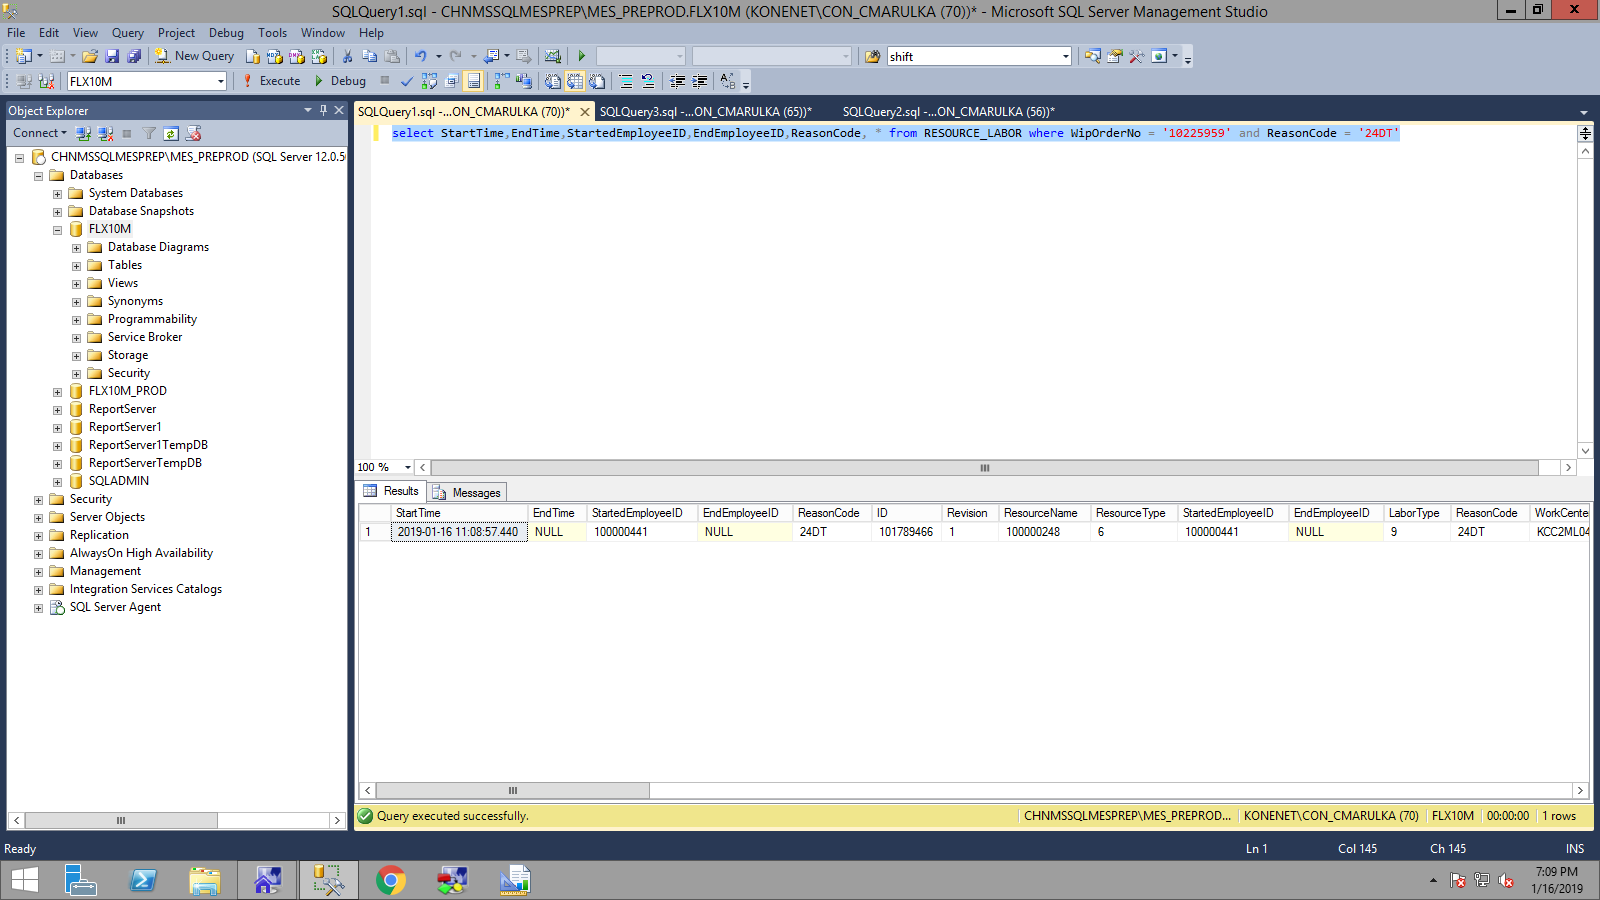 SQLQuery1.sql - CHNMSSQLMESPREP\MES_PREPROD.FLX10M (KONENET\CON_CMARULKA (70))* - Microsoft SQL Server Management Studio
File Edit View Query Project Debug Tools Window Help
New Query shift
FLX10M Execute Debug
Object Explorer
Connect
CHNMSSQLMESPREP\MES_PREPROD (SQL Server 12.0.5
Databases
System Databases
Database Snapshots
FLX10M
Database Diagrams
Tables
Views
Synonyms
Programmability
Service Broker
Storage
Security
FLX10M_PROD
ReportServer
ReportServer1
ReportServer1TempDB
ReportServerTempDB
SQLADMIN
Security
Server Objects
Replication
AlwaysOn High Availability
Management
Integration Services Catalogs
SQL Server Agent
SQLQuery1.sql -...ON_CMARULKA (70))* SQLQuery3.sql -...ON_CMARULKA (65))* SQLQuery2.sql -...ON_CMARULKA (56))*
select StartTime,EndTime,StartedEmployeeID,EndEmployeeID,ReasonCode, * from RESOURCE_LABOR where WipOrderNo = '10225959' and ReasonCode = '24DT'
100 %
Results Messages
StartTime EndTime StartedEmployeeID EndEmployeeID ReasonCode ID Revision ResourceName ResourceType StartedEmployeeID EndEmployeeID LaborType ReasonCode WorkCente
1 2019-01-16 11:08:57.440 NULL 100000441 NULL 24DT 101789466 1 100000248 6 100000441 NULL 9 24DT KCC2ML04
Query executed successfully. CHNMSSQLMESPREP\MES_PREPROD... KONENET\CON_CMARULKA (70) FLX10M 00:00:00 1 rows
Ready Ln 1 Col 145 Ch 145 INS
7:09 PM
1/16/2019